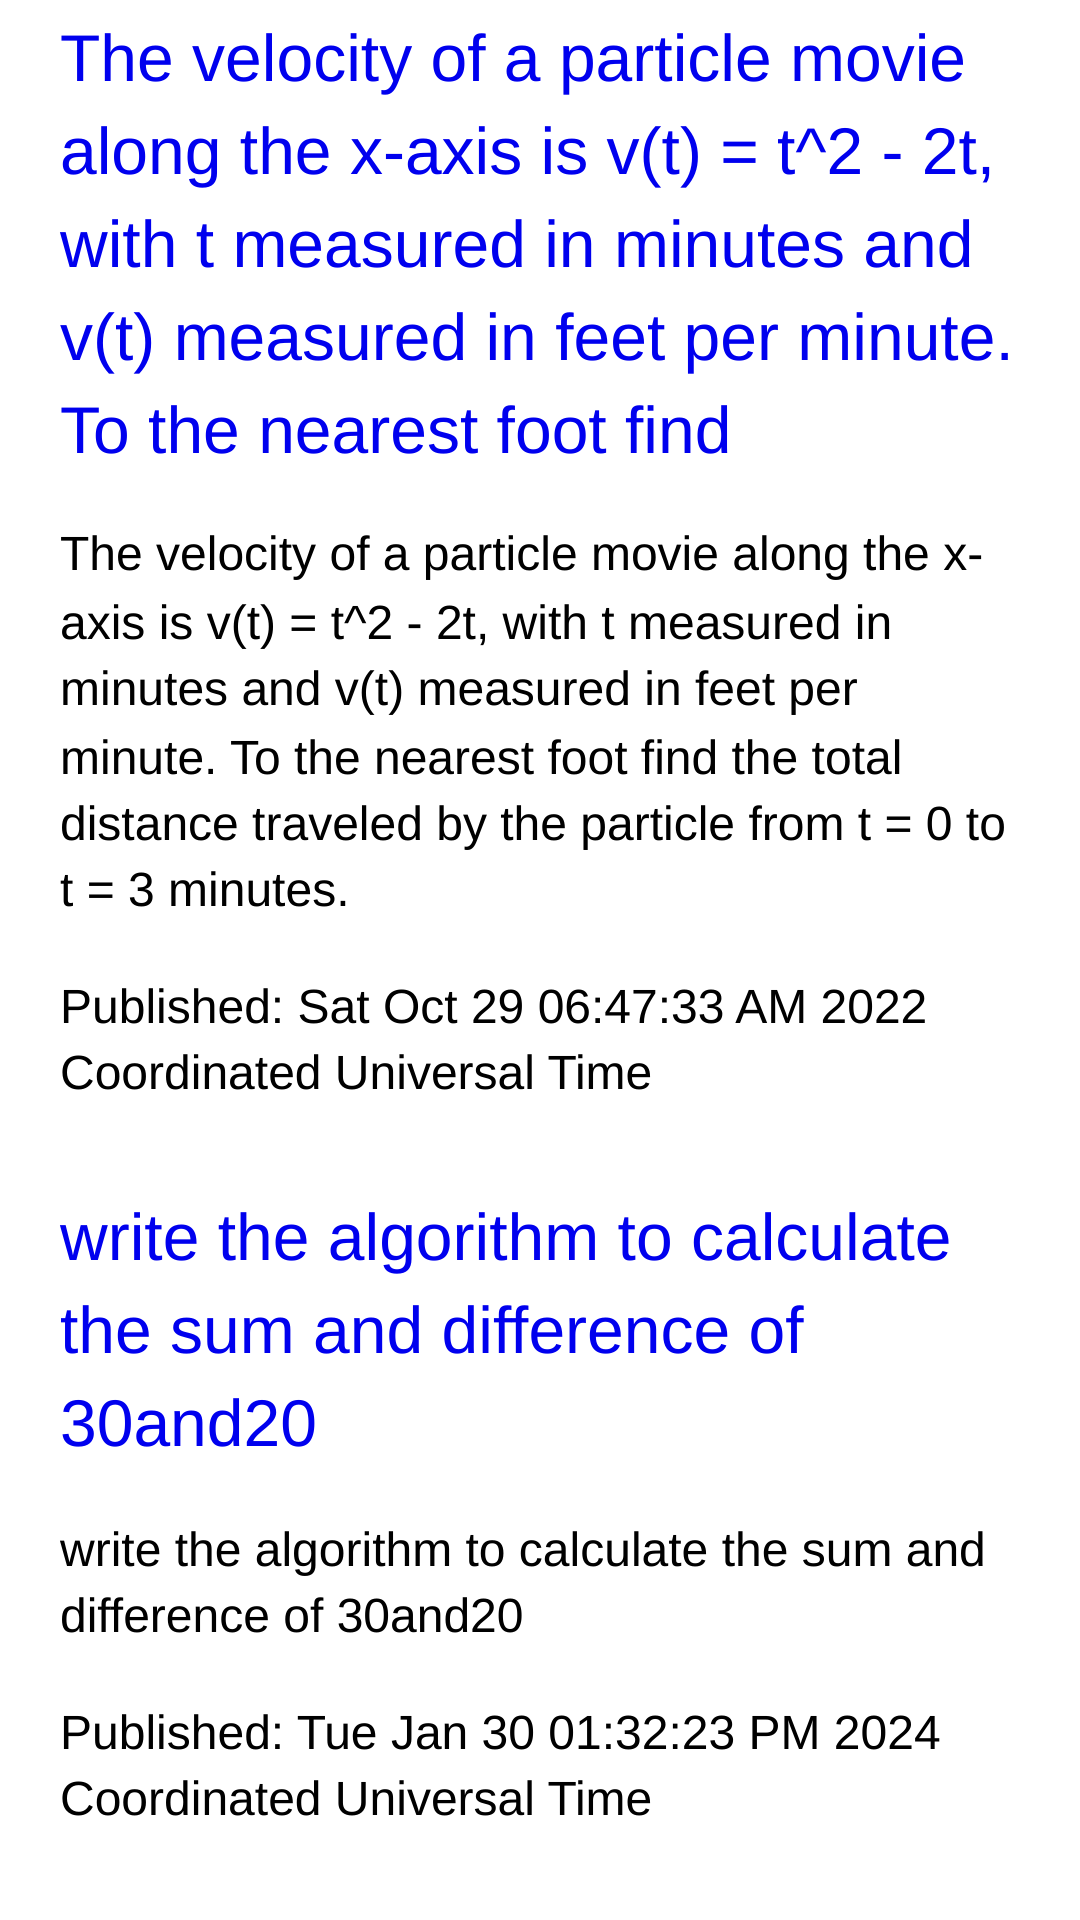 The velocity of a particle movie
along the x-axis is v(t) = t^2 - 2t,
with t measured in minutes and
v(t) measured in feet per minute.
To the nearest foot find
The velocity of a particle movie along the x-
axis is v(t) = t^2 - 2t, with t measured in
minutes and v(t) measured in feet per
minute. To the nearest foot find the total
distance traveled by the particle from t = 0 to
t = 3 minutes.
Published: Sat Oct 29 06:47:33 AM 2022
Coordinated Universal Time
write the algorithm to calculate
the sum and difference of
30and20
write the algorithm to calculate the sum and
difference of 30and20
Published: Tue Jan 30 01:32:23 PM 2024
Coordinated Universal Time